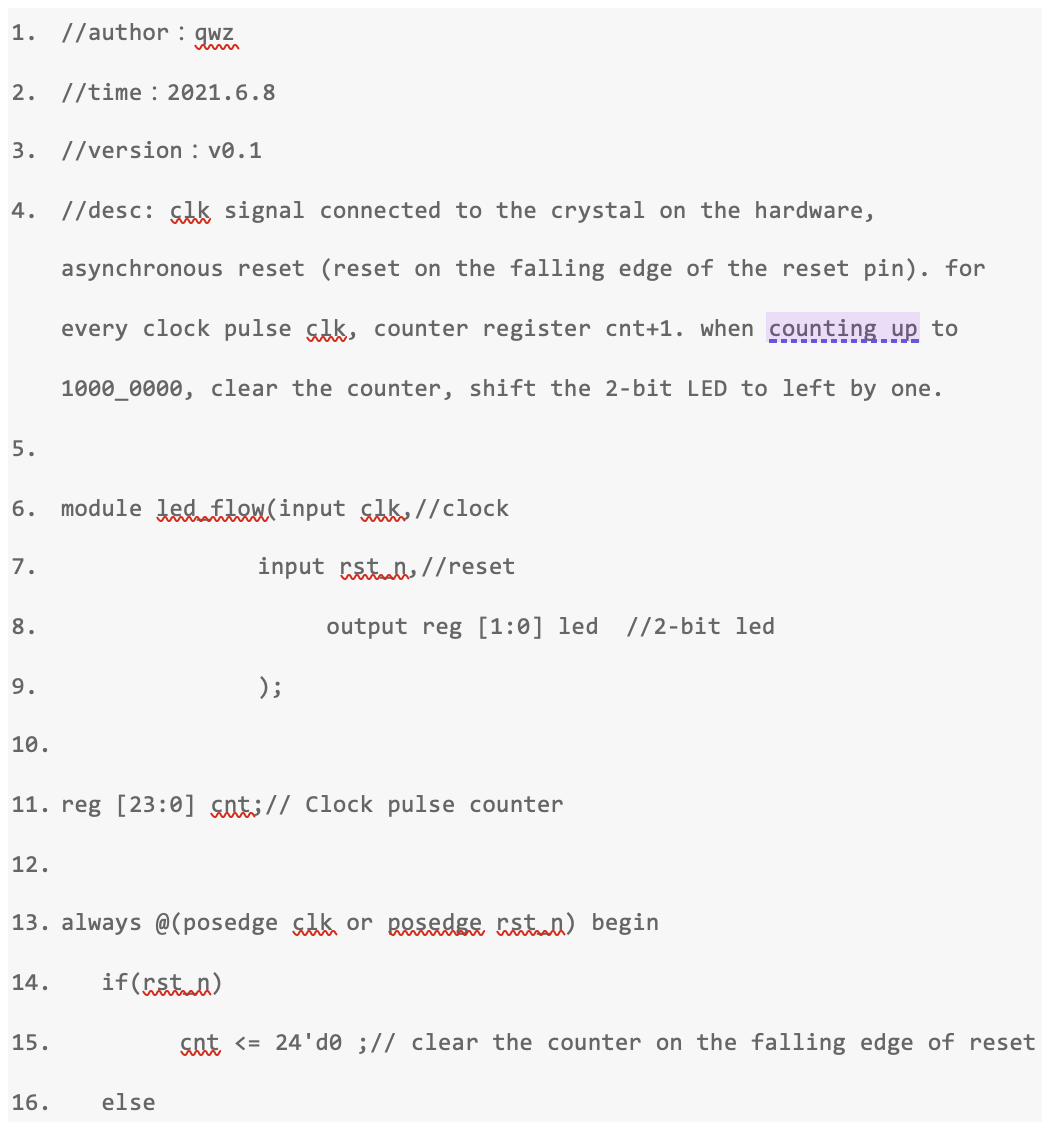 1. //author：qwz
2. //time：2021.6.8
3. //version：v0.1
4. //desc: clk signal connected to the crystal on the hardware,
asynchronous reset (reset on the falling edge of the reset pin). for
every clock pulse clk, counter register cnt+1. when counting up to
1000_0000, clear the counter, shift the 2-bit LED to left by one.
5.
6. module led_flow(input clk,//clock
7. input rst_n,//reset
8. output reg [1:0] led  //2-bit led
9. );
10.
11. reg [23:0] cnt;// Clock pulse counter
12.
13. always @(posedge clk or posedge rst_n) begin
14. if(rst_n)
15. cnt <= 24'd0 ;// clear the counter on the falling edge of reset
16. else